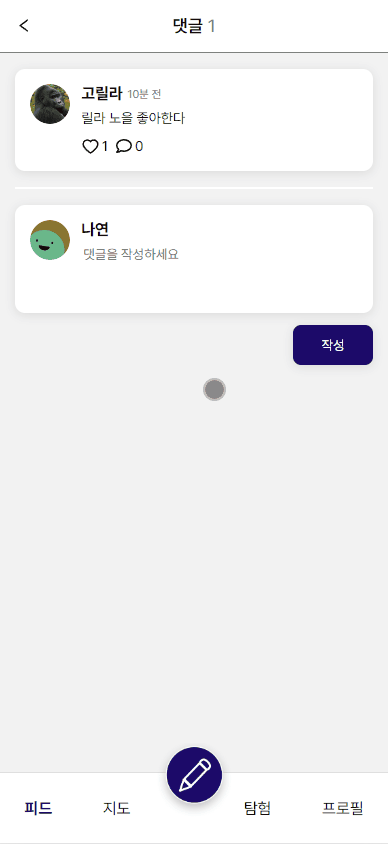 댓글 1
고릴라 10분 전
릴라 노을 좋아한다
1 0
나연
댓글을 작성하세요
작성
피드 지도 탐험 프로필